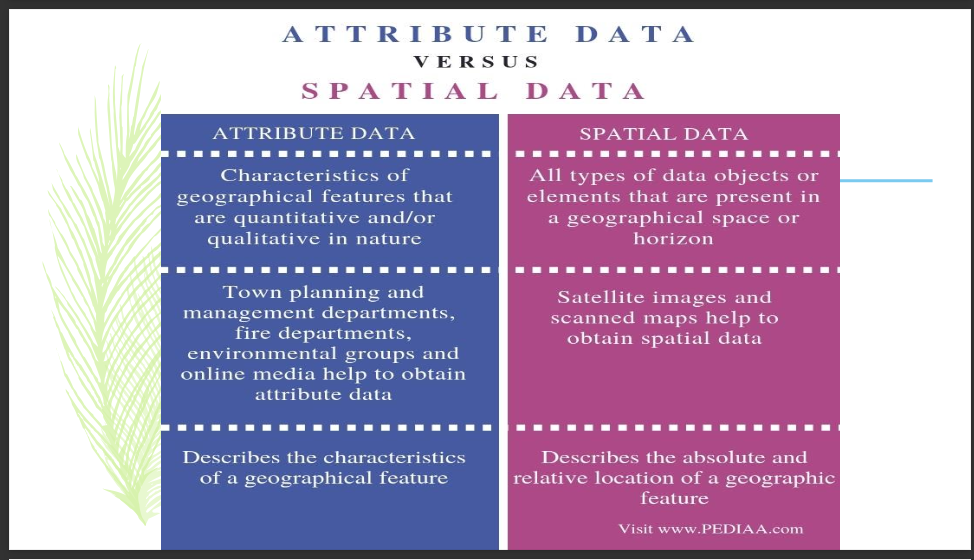 ATTRIBUTE DATA
VERSUS
SPATIAL DATA
ATTRIBUTE DATA
Characteristics of
geographical features that
are quantitative and/or
qualitative in nature
Town planning and
management departments,
fire departments,
environmental groups and
online media help to obtain
attribute data
Describes the characteristics
of a geographical feature
SPATIAL DATA
All types of data objects or
elements that are present in
a geographical space or
horizon
Satellite images and
scanned maps help to
obtain spatial data
Describes the absolute and
relative location of a geographic
feature
Visit www.PEDIAA.com